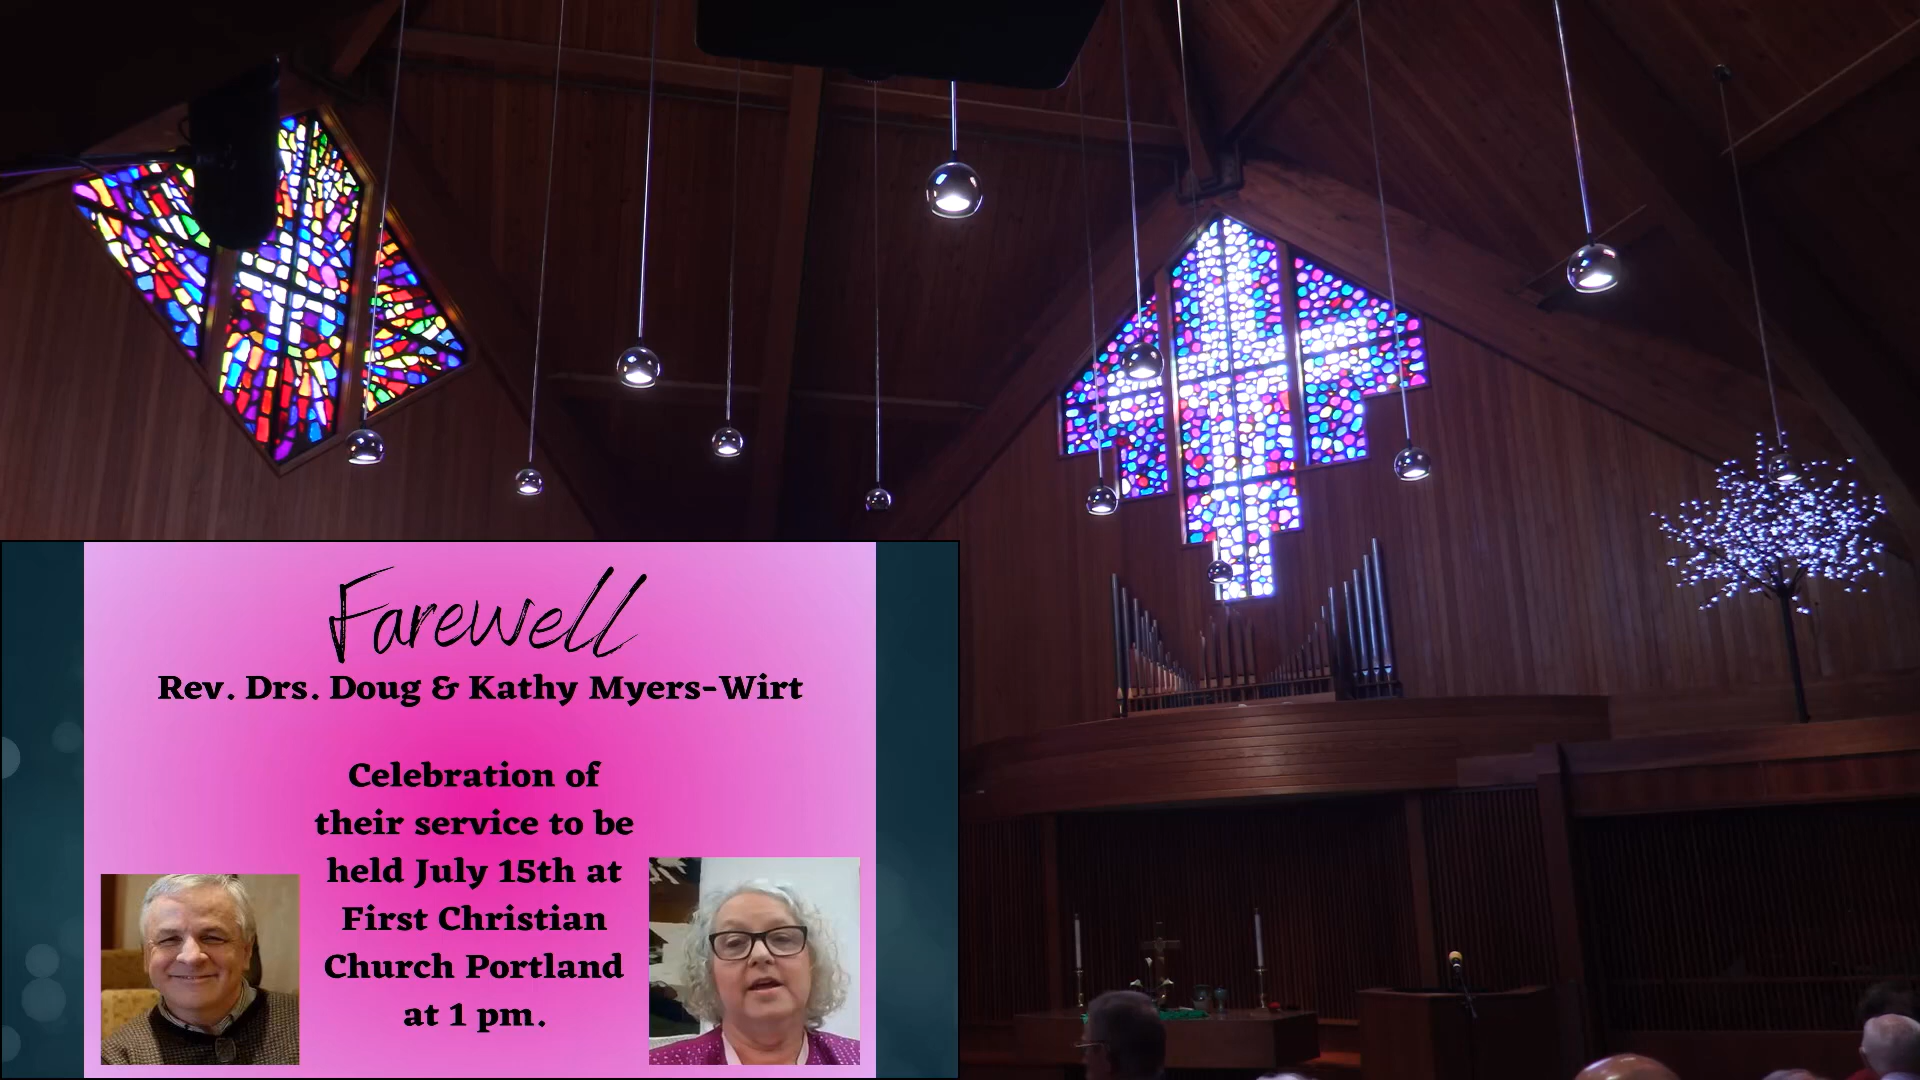 Farewell
Rev. Drs. Doug & Kathy Myers-Wirt
Celebration of
their service to be
held July 15th at
First Christian
Church Portland
at 1 pm.